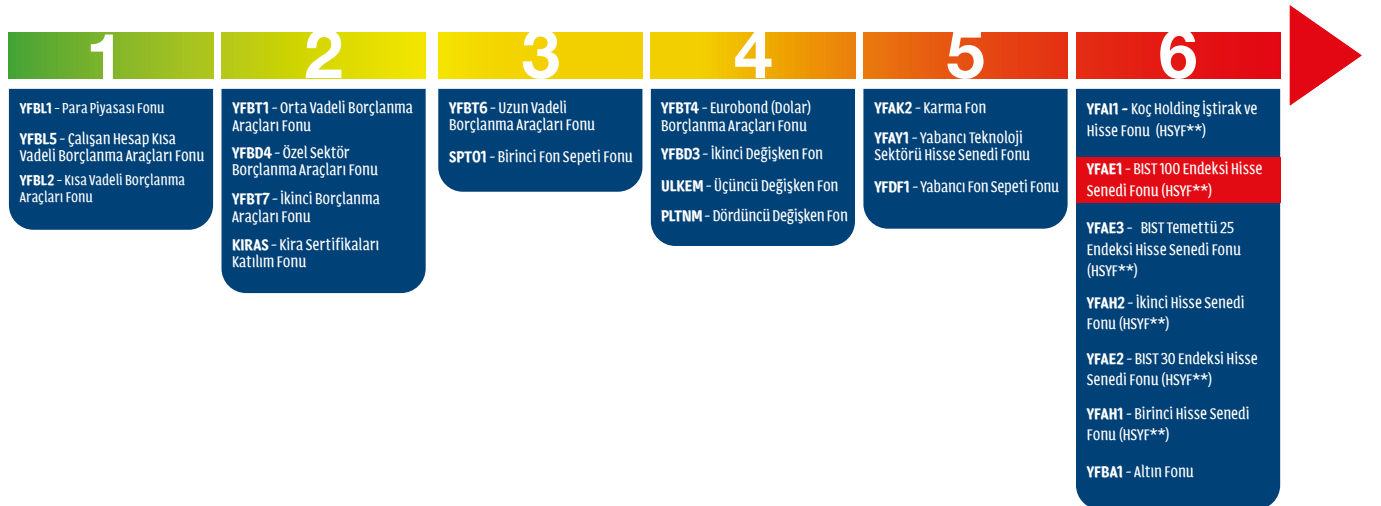 1
YFBL1 - Para Piyasası Fonu
YFBL5 - Çalışan Hesap Kısa
Vadeli Borçlanma Araçları Fonu
YFBL2 - Kısa Vadeli Borçlanma
Araçları Fonu
2
YFBT1 - Orta Vadeli Borçlanma
Araçları Fonu
YFBD4 - Özel Sektör
Borçlanma Araçları Fonu
YFBT7 - İkinci Borçlanma
Araçları Fonu
KIRAS - Kira Sertifikaları
Katılım Fonu
3
YFBT6 - Uzun Vadeli
Borçlanma Araçları Fonu
SPT01 - Birinci Fon Sepeti Fonu
4
YFBT4 - Eurobond (Dolar)
Borçlanma Araçları Fonu
YFBD3 - İkinci Değişken Fon
ULKEM - Üçüncü Değişken Fon
PLTNM - Dördüncü Değişken Fon
5
YFAK2 - Karma Fon
YFAY1 - Yabancı Teknoloji
Sektörü Hisse Senedi Fonu
YFDF1 - Yabancı Fon Sepeti Fonu
6
YFAI1 - Koç Holding İştirak ve
Hisse Fonu (HSYF**)
YFAE1 - BIST 100 Endeksi Hisse
Senedi Fonu (HSYF**)
YFAE3 - BIST Temettü 25
Endeksi Hisse Senedi Fonu
(HSYF**)
YFAH2 - İkinci Hisse Senedi
Fonu (HSYF**)
YFAE2 - BIST 30 Endeksi Hisse
Senedi Fonu (HSYF**)
YFAH1 - Birinci Hisse Senedi
Fonu (HSYF**)
YFBA1 - Altın Fonu